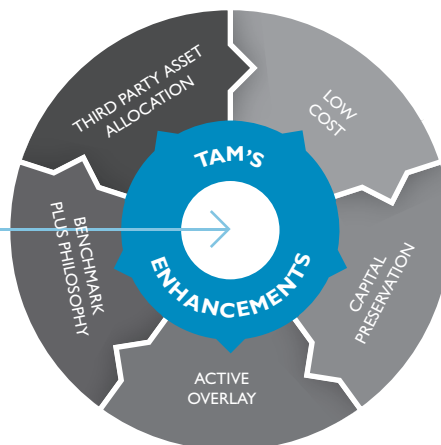 THIRD PARTY ASSET
ALLOCATION
LOW
COST
TAM'S
ENHANCEMENTS
BENCHMARK
PLUS PHILOSOPHY
CAPITAL
PRESERVATION
ACTIVE
OVERLAY